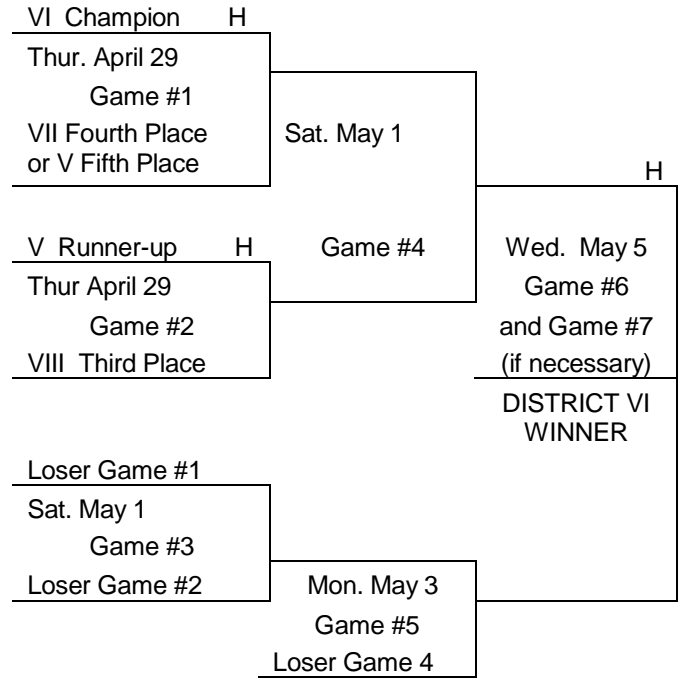 VI Champion H
Thur. April 29
Game #1
VII Fourth Place
or V Fifth Place
Sat. May 1
H
V Runner-up H
Game #4
Wed. May 5
Thur April 29
Game #6
Game #2
and Game #7
VIII Third Place
(if necessary)
DISTRICT VI
WINNER
Loser Game #1
Sat. May 1
Game #3
Loser Game #2
Mon. May 3
Game #5
Loser Game 4